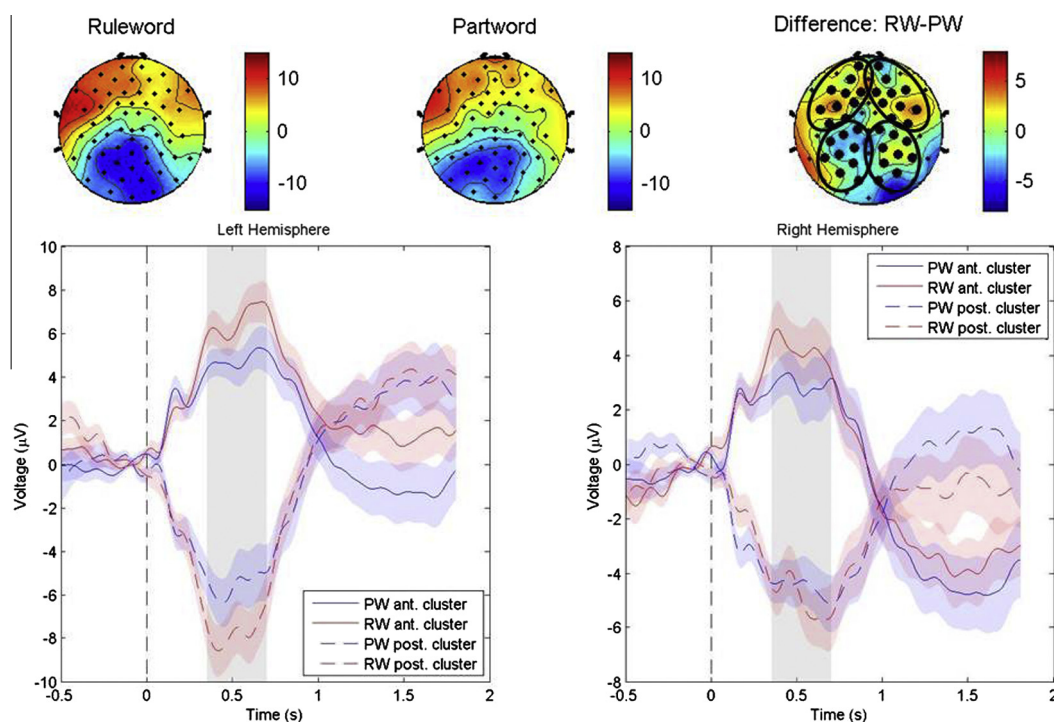 Ruleword
Partword
Difference: RW-PW
10
0
-10
10
0
-10
5
0
-5
Left Hemisphere
Right Hemisphere
10
8
6
4
2
0
-2
-4
-6
-8
-10
Voltage (µV)
-0.5
0
0.5
1
1.5
2
Time (s)
PW ant. cluster
RW ant. cluster
PW post. cluster
RW post. cluster
8
6
4
2
0
-2
-4
-6
-8
Voltage (µV)
-0.5
0
0.5
1
1.5
2
Time (s)
PW ant. cluster
RW ant. cluster
PW post. cluster
RW post. cluster